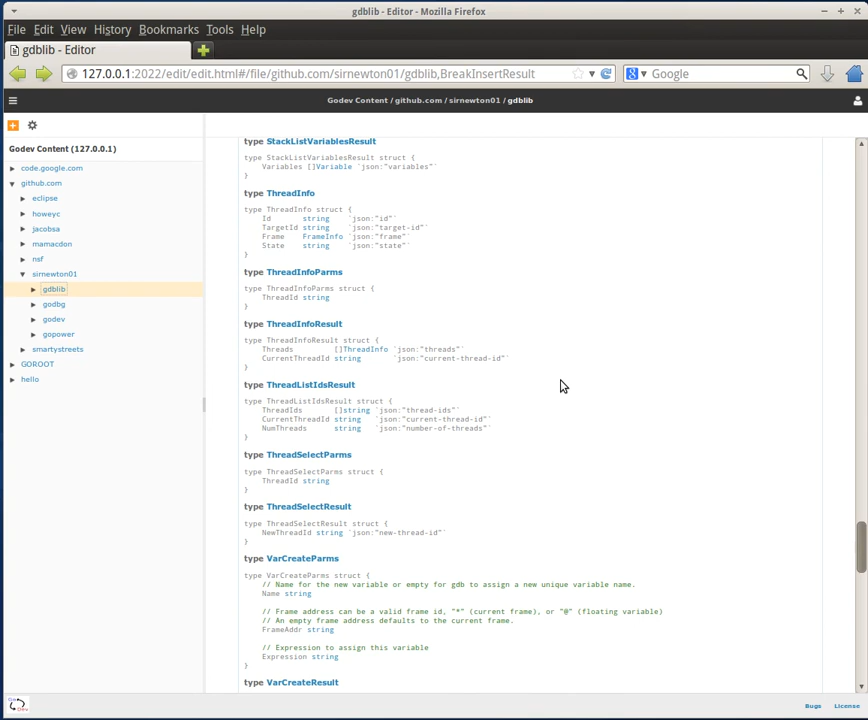 gdblib - Editor - Mozilla Firefox
File Edit View History Bookmarks Tools Help
gdblib - Editor
127.0.0.1:2022/edit/edit.html#/file/github.com/sirnewton01/gdblib,BreakInsertResult
Google
Godev Content / github.com / sirnewton01 / gdblib
Godev Content (127.0.0.1)
code.google.com
github.com
eclipse
howeyc
jacobsa
mamacdon
nsf
sirnewton01
gdblib
godbg
godev
gopower
smartystreets
GOROOT
hello
type StackListVariablesResult
type StackListVariablesResult struct {
Variables []Variable `json:"variables"`
}
type ThreadInfo
type ThreadInfo struct {
Id string `json:"id"`
TargetId string `json:"target-id"`
Frame FrameInfo `json:"frame"`
State string `json:"state"`
}
type ThreadInfoParms
type ThreadInfoParms struct {
ThreadId string
}
type ThreadInfoResult
type ThreadInfoResult struct {
Threads []ThreadInfo `json:"threads"`
CurrentThreadId string `json:"current-thread-id"`
}
type ThreadListIdsResult
type ThreadListIdsResult struct {
ThreadIds []string `json:"thread-ids"`
CurrentThreadId string `json:"current-thread-id"`
NumThreads string `json:"number-of-threads"`
}
type ThreadSelectParms
type ThreadSelectParms struct {
ThreadId string
}
type ThreadSelectResult
type ThreadSelectResult struct {
NewThreadId string `json:"new-thread-id"`
}
type VarCreateParms
type VarCreateParms struct {
// Name for the new variable or empty for gdb to assign a new unique variable name.
Name string
// Frame address can be a valid frame id, "*" (current frame), or "@" (floating variable)
// An empty frame address defaults to the current frame.
FrameAddr string
// Expression to assign this variable
Expression string
}
type VarCreateResult
Bugs License